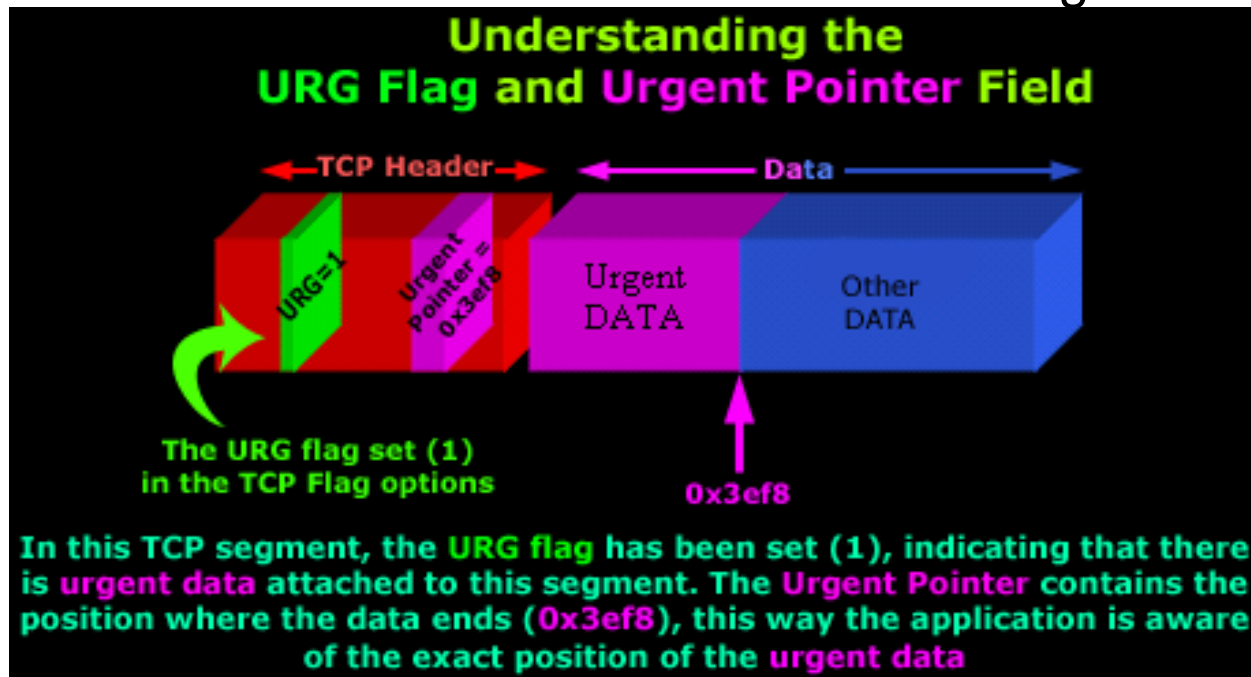 Understanding the
URG Flag and Urgent Pointer Field
TCP Header
Data
URG=1
Urgent
Pointer =
0x3ef8
Urgent
DATA
Other
DATA
The URG flag set (1)
in the TCP Flag options
0x3ef8
In this TCP segment, the URG flag has been set (1), indicating that there
is urgent data attached to this segment. The Urgent Pointer contains the
position where the data ends (0x3ef8), this way the application is aware
of the exact position of the urgent data